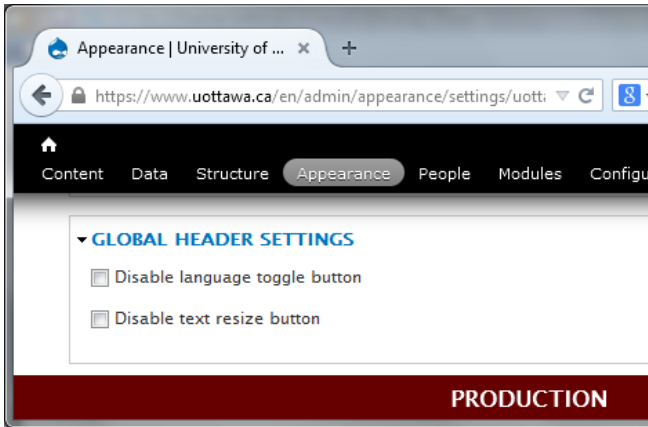 Appearance | University of ...
https://www.uottawa.ca/en/admin/appearance/settings/uotta
Content Data Structure Appearance People Modules Configu
GLOBAL HEADER SETTINGS
Disable language toggle button
Disable text resize button
PRODUCTION